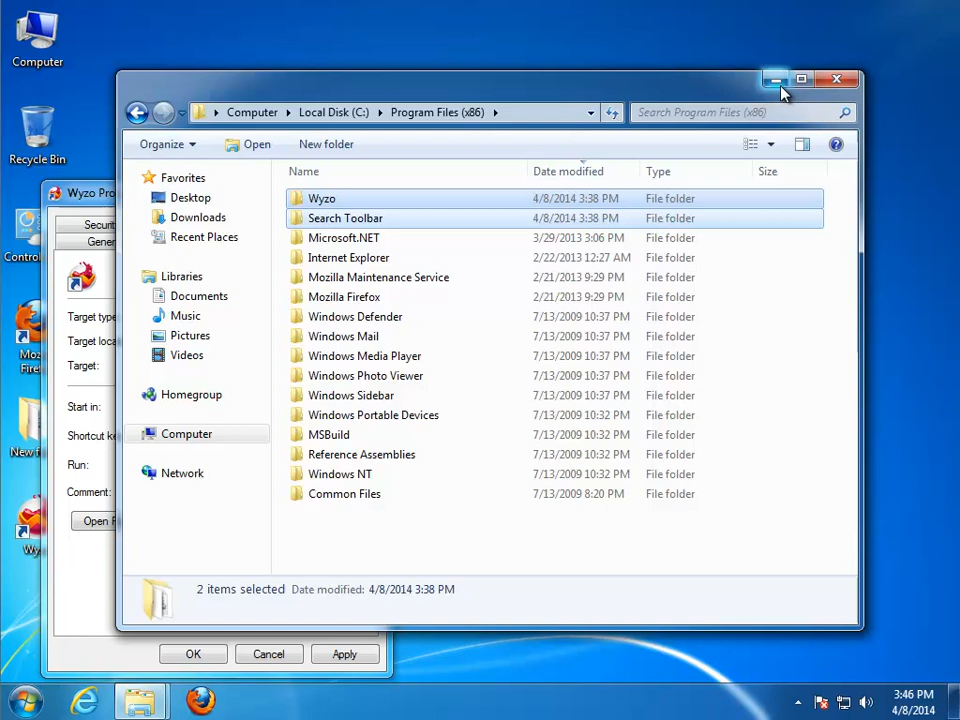 Computer
Recycle Bin
Wyzo Pro
Securi
Gener
Target type
Target loca
Target:
Start in:
Shortcut ke
Run:
Comment:
Open F
OK
Cancel
Apply
Control
Moz
Firef
New f
Wy
Computer
Local Disk (C:)
Program Files (x86)
Search Program Files (x86)
Organize
Open
New folder
Favorites
Desktop
Downloads
Recent Places
Libraries
Documents
Music
Pictures
Videos
Homegroup
Computer
Network
Name Date modified Type Size
Wyzo 4/8/2014 3:38 PM File folder
Search Toolbar 4/8/2014 3:38 PM File folder
Microsoft.NET 3/29/2013 3:06 PM File folder
Internet Explorer 2/22/2013 12:27 AM File folder
Mozilla Maintenance Service 2/21/2013 9:29 PM File folder
Mozilla Firefox 2/21/2013 9:29 PM File folder
Windows Defender 7/13/2009 10:37 PM File folder
Windows Mail 7/13/2009 10:37 PM File folder
Windows Media Player 7/13/2009 10:37 PM File folder
Windows Photo Viewer 7/13/2009 10:37 PM File folder
Windows Sidebar 7/13/2009 10:37 PM File folder
Windows Portable Devices 7/13/2009 10:32 PM File folder
MSBuild 7/13/2009 10:32 PM File folder
Reference Assemblies 7/13/2009 10:32 PM File folder
Windows NT 7/13/2009 10:32 PM File folder
Common Files 7/13/2009 8:20 PM File folder
2 items selected Date modified: 4/8/2014 3:38 PM
3:46 PM
4/8/2014